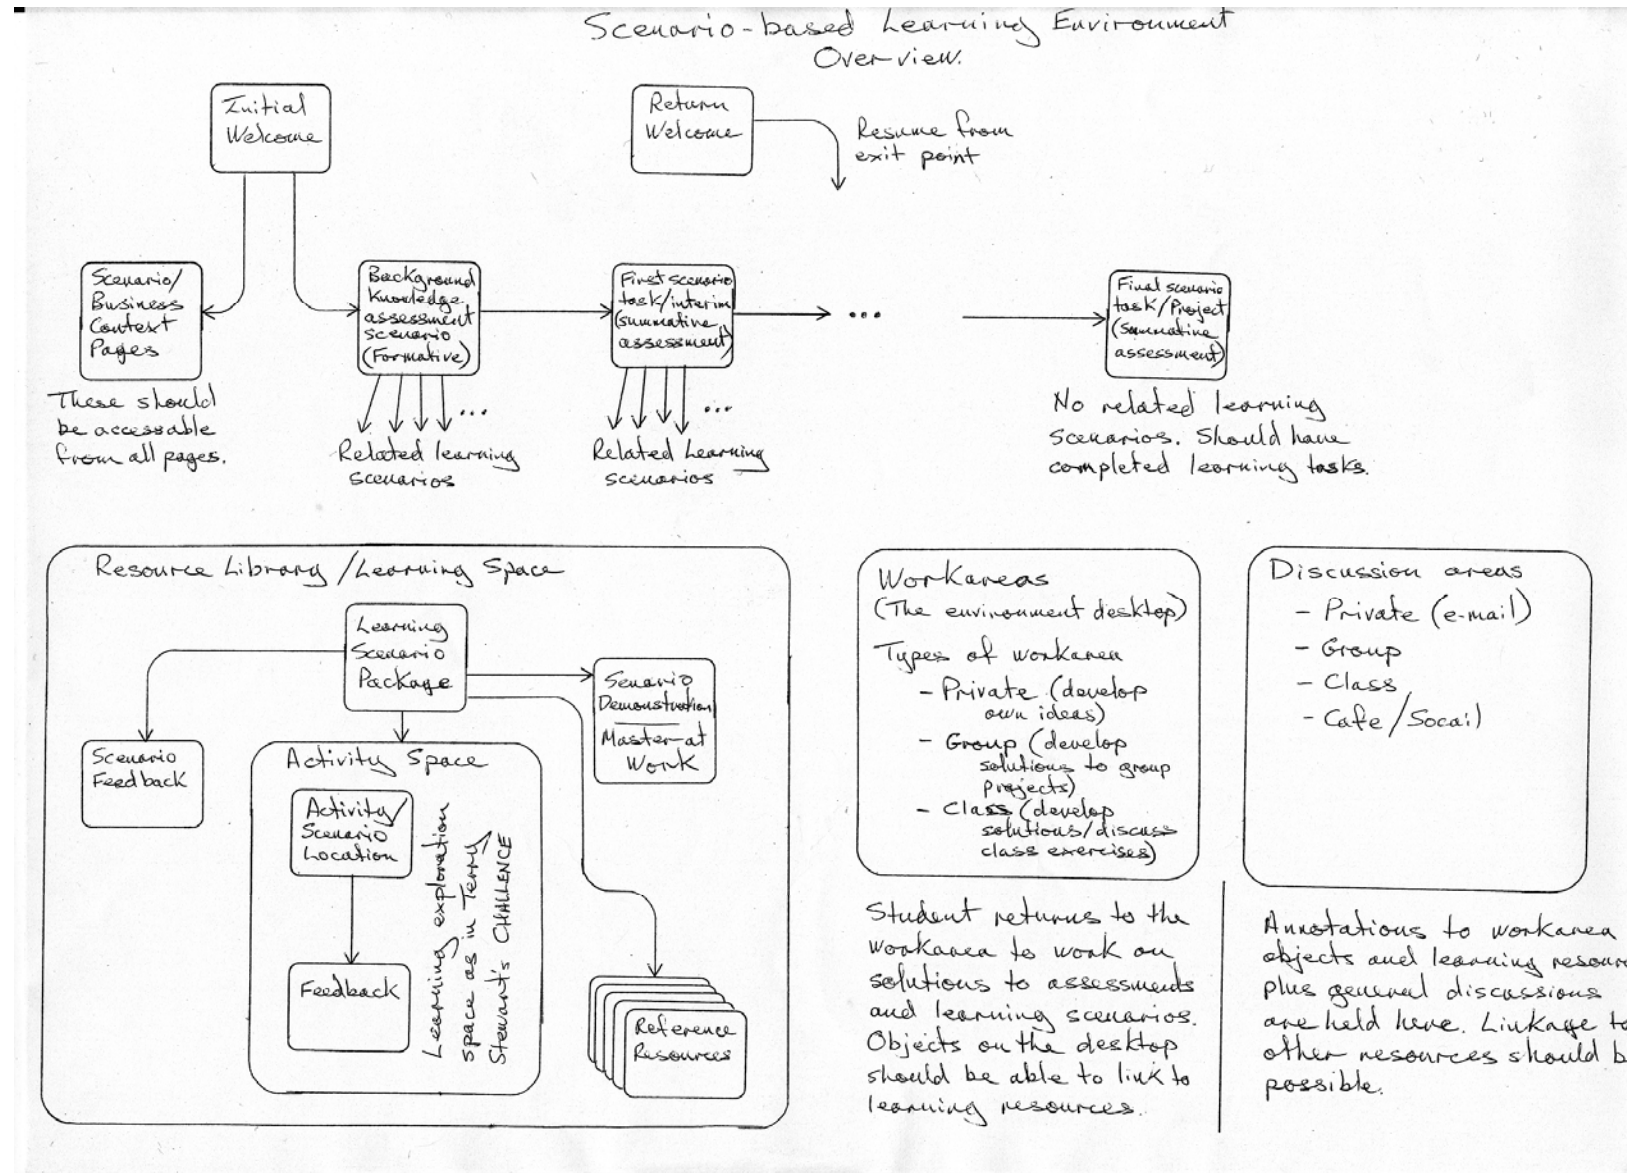 Scenario-based Learning Environment
Overview.
Initial
Welcome
Return
Welcome
Resume from
exit point
Scenario/
Business
Context
Pages
These should
be accessable
from all pages.
Background
Knowledge
assessment
scenario
(Formative)
...
Related learning
scenarios
First scenario
task/interim
(summative
assessment)
...
Related Learning
scenarios
...
Final scenario
task/Project
(summative
assessment)
No related learning
scenarios. Should have
completed learning tasks.
Resource Library/Learning Space
Learning
Scenario
Package
Scenario
Feedback
Senario
Demonstration
Master-at
Work
Activity Space
Activity/
Scenario
Location
Feedback
Learning exploration
space as in Terry
Stewart's CHALLENCE
Reference
Resources
Workareas
(The environment desktop)
Types of workarea
- Private (develop
own ideas)
- Group (develop
solutions to group
projects)
- Class (develop
solutions/discuss
class exercises)
Student returns to the
workarea to work on
solutions to assessments
and learning scenarios.
Objects on the desktop
should be able to link to
learning resources.
Discussion areas
- Private (e-mail)
- Group
- Class
- Cafe/Socail
Annotations to workarea
objects and learning resourc
plus general discussions
are held here. Linkage to
other resources should b
possible.